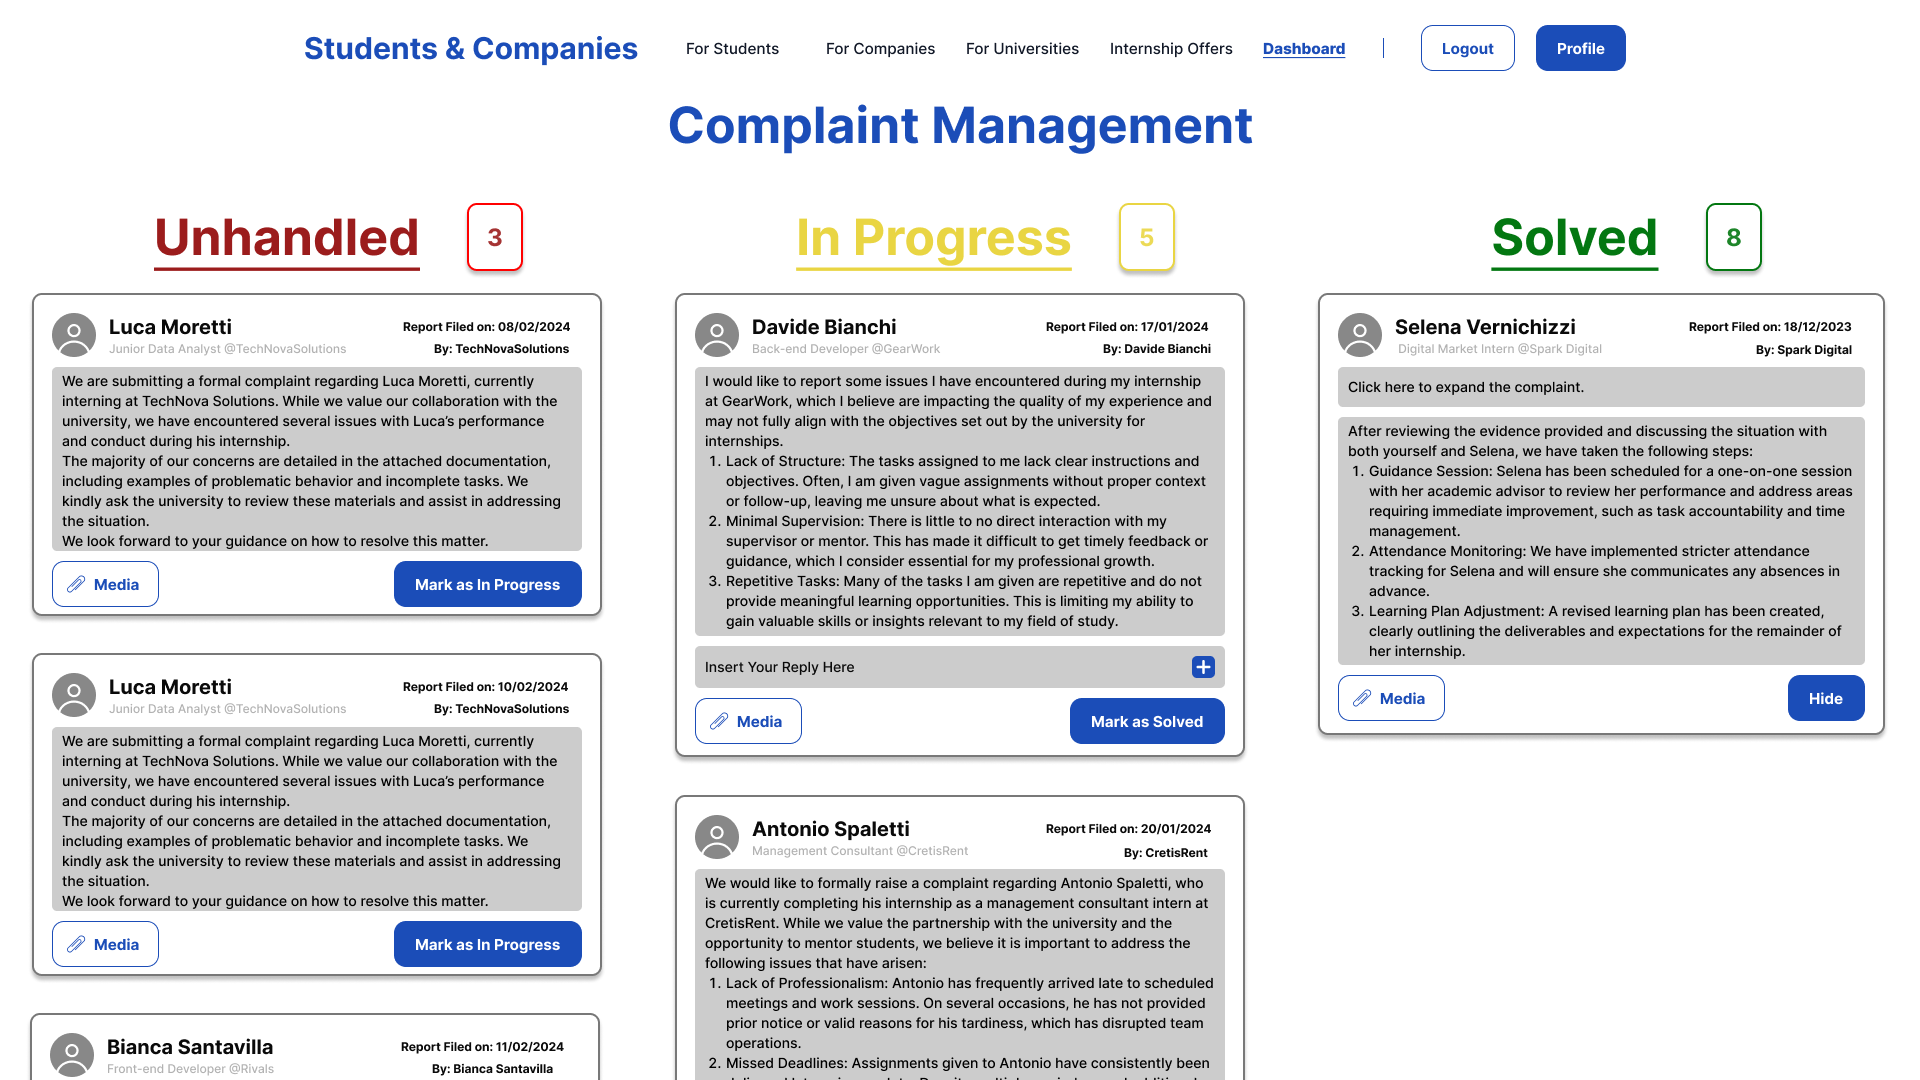 Students & Companies
For Students
For Companies
For Universities
Internship Offers
Dashboard
Logout
Profile
Complaint Management
Unhandled
3
Luca Moretti
Report Filed on: 08/02/2024
Junior Data Analyst @TechNovaSolutions
By: TechNovaSolutions
We are submitting a formal complaint regarding Luca Moretti, currently
interning at TechNova Solutions. While we value our collaboration with the
university, we have encountered several issues with Luca’s performance
and conduct during his internship.
The majority of our concerns are detailed in the attached documentation,
including examples of problematic behavior and incomplete tasks. We
kindly ask the university to review these materials and assist in addressing
the situation.
We look forward to your guidance on how to resolve this matter.
Media
Mark as In Progress
Luca Moretti
Report Filed on: 10/02/2024
Junior Data Analyst @TechNovaSolutions
By: TechNovaSolutions
We are submitting a formal complaint regarding Luca Moretti, currently
interning at TechNova Solutions. While we value our collaboration with the
university, we have encountered several issues with Luca’s performance
and conduct during his internship.
The majority of our concerns are detailed in the attached documentation,
including examples of problematic behavior and incomplete tasks. We
kindly ask the university to review these materials and assist in addressing
the situation.
We look forward to your guidance on how to resolve this matter.
Media
Mark as In Progress
Bianca Santavilla
Report Filed on: 11/02/2024
Front-end Developer @Rivals
By: Bianca Santavilla
In Progress
5
Davide Bianchi
Report Filed on: 17/01/2024
Back-end Developer @GearWork
By: Davide Bianchi
I would like to report some issues I have encountered during my internship
at GearWork, which I believe are impacting the quality of my experience and
may not fully align with the objectives set out by the university for
internships.
1. Lack of Structure: The tasks assigned to me lack clear instructions and
objectives. Often, I am given vague assignments without proper context
or follow-up, leaving me unsure about what is expected.
2. Minimal Supervision: There is little to no direct interaction with my
supervisor or mentor. This has made it difficult to get timely feedback or
guidance, which I consider essential for my professional growth.
3. Repetitive Tasks: Many of the tasks I am given are repetitive and do not
provide meaningful learning opportunities. This is limiting my ability to
gain valuable skills or insights relevant to my field of study.
Insert Your Reply Here
Media
Mark as Solved
Antonio Spaletti
Report Filed on: 20/01/2024
Management Consultant @CretisRent
By: CretisRent
We would like to formally raise a complaint regarding Antonio Spaletti, who
is currently completing his internship as a management consultant intern at
CretisRent. While we value the partnership with the university and the
opportunity to mentor students, we believe it is important to address the
following issues that have arisen:
1. Lack of Professionalism: Antonio has frequently arrived late to scheduled
meetings and work sessions. On several occasions, he has not provided
prior notice or valid reasons for his tardiness, which has disrupted team
operations.
2. Missed Deadlines: Assignments given to Antonio have consistently been
Solved
8
Selena Vernichizzi
Report Filed on: 18/12/2023
Digital Market Intern @Spark Digital
By: Spark Digital
Click here to expand the complaint.
After reviewing the evidence provided and discussing the situation with
both yourself and Selena, we have taken the following steps:
1. Guidance Session: Selena has been scheduled for a one-on-one session
with her academic advisor to review her performance and address areas
requiring immediate improvement, such as task accountability and time
management.
2. Attendance Monitoring: We have implemented stricter attendance
tracking for Selena and will ensure she communicates any absences in
advance.
3. Learning Plan Adjustment: A revised learning plan has been created,
clearly outlining the deliverables and expectations for the remainder of
her internship.
Media
Hide